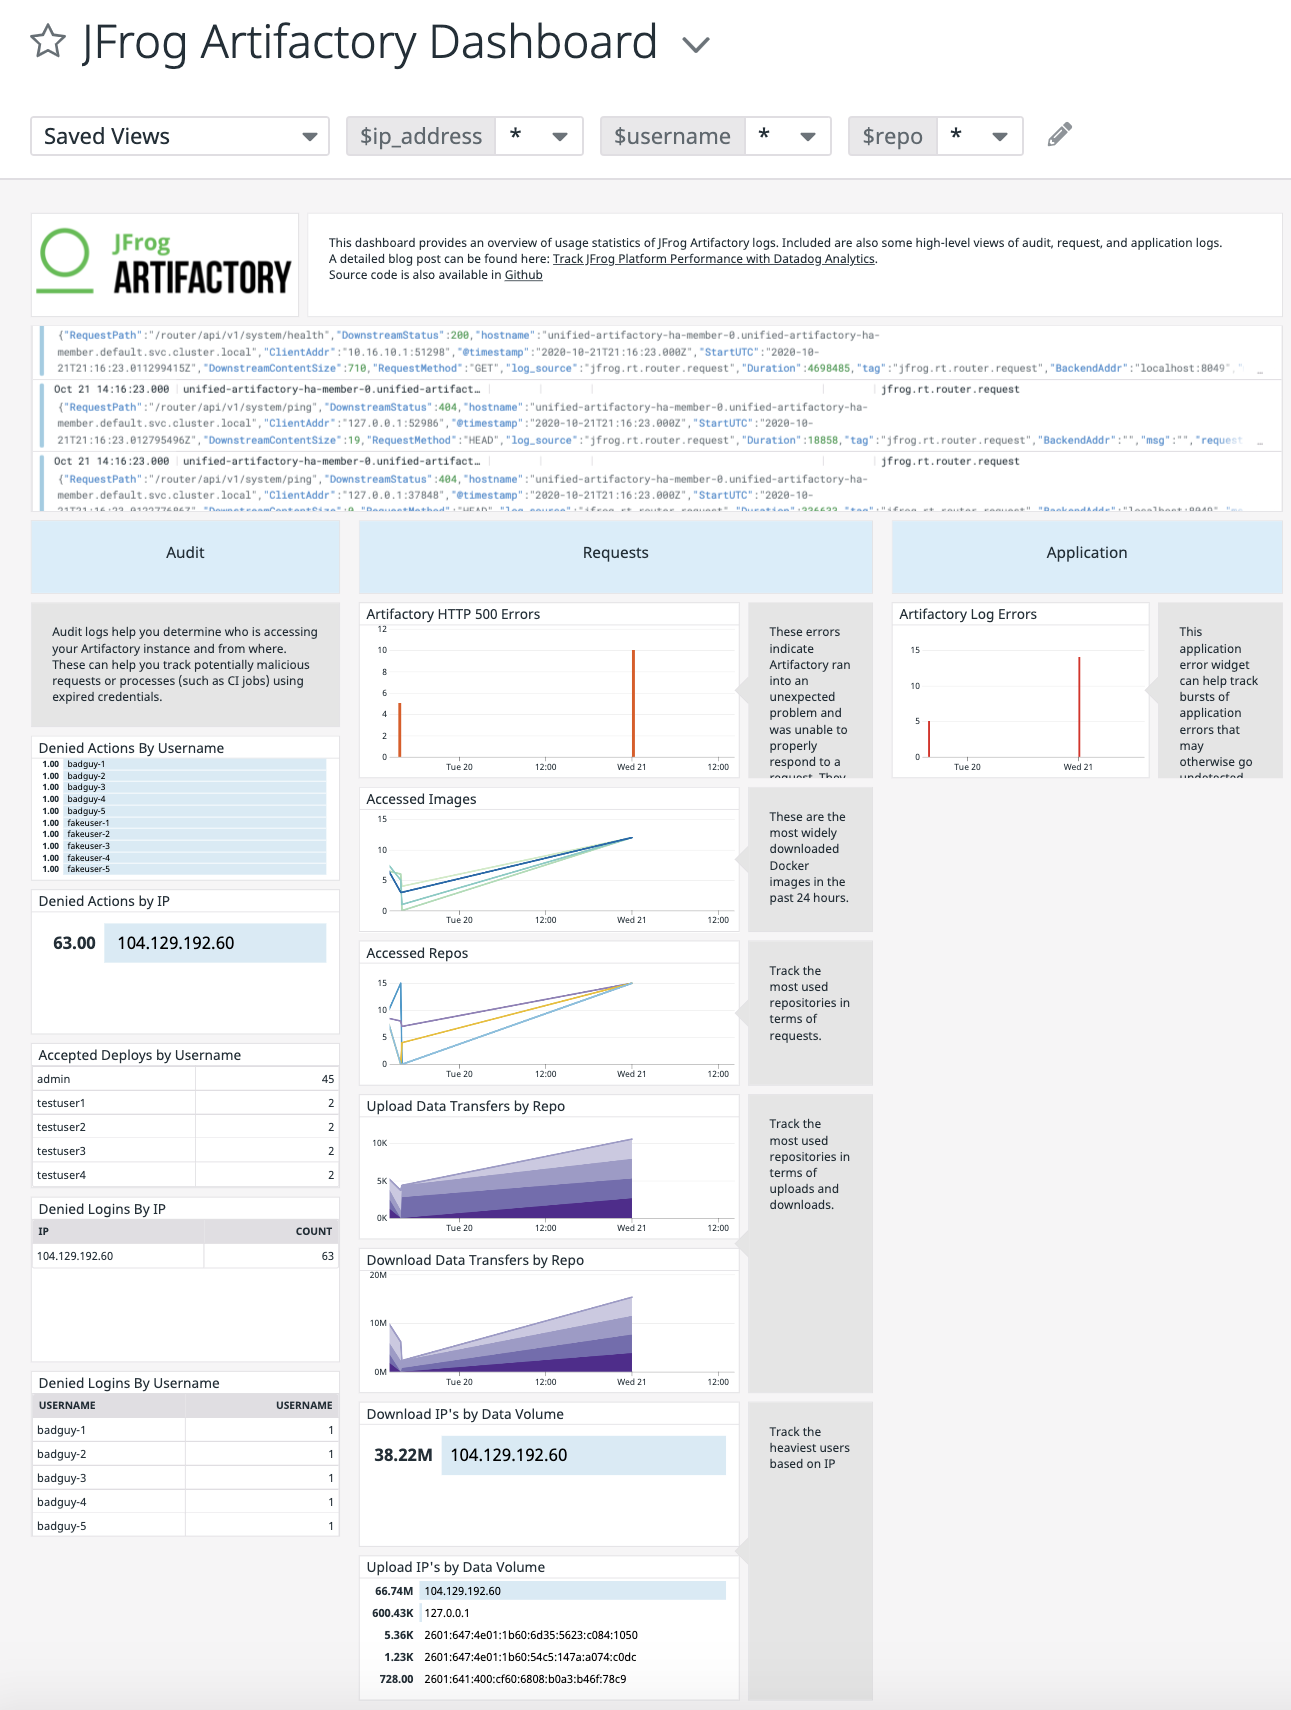 JFrog Artifactory Dashboard
Saved Views
$ip_address *
$username *
$repo *
JFrog
ARTIFACTORY
This dashboard provides an overview of usage statistics of JFrog Artifactory logs. Included are also some high-level views of audit, request, and application logs.
A detailed blog post can be found here: Track JFrog Platform Performance with Datadog Analytics.
Source code is also available in Github
{"RequestPath":"/router/api/v1/system/health","DownstreamStatus":200,"hostname":"unified-artifactory-ha-member-0.unified-artifactory-ha-
member.default.svc.cluster.local","ClientAddr":"10.16.10.1:51298","@timestamp":"2020-10-21T21:16:23.000Z","StartUTC":"2020-10-
21T21:16:23.011299415Z","DownstreamContentSize":710,"RequestMethod":"GET","log_source":"jfrog.rt.router.request","Duration":4698485,"tag":"jfrog.rt.router.request","BackendAddr":"localhost:8049","
Oct 21 14:16:23.000 unified-artifactory-ha-member-0.unified-artifact… jfrog.rt.router.request
{"RequestPath":"/router/api/v1/system/ping","DownstreamStatus":404,"hostname":"unified-artifactory-ha-member-0.unified-artifactory-ha-
member.default.svc.cluster.local","ClientAddr":"127.0.0.1:52986","@timestamp":"2020-10-21T21:16:23.000Z","StartUTC":"2020-10-
21T21:16:23.012795496Z","DownstreamContentSize":19,"RequestMethod":"HEAD","log_source":"jfrog.rt.router.request","Duration":18858,"tag":"jfrog.rt.router.request","BackendAddr":"","msg":"","request …
Oct 21 14:16:23.000 unified-artifactory-ha-member-0.unified-artifact… jfrog.rt.router.request
{"RequestPath":"/router/api/v1/system/ping","DownstreamStatus":404,"hostname":"unified-artifactory-ha-member-0.unified-artifactory-ha-
member.default.svc.cluster.local","ClientAddr":"127.0.0.1:37848","@timestamp":"2020-10-21T21:16:23.000Z","StartUTC":"2020-10-
Audit
Audit logs help you determine who is accessing
your Artifactory instance and from where.
These can help you track potentially malicious
requests or processes (such as CI jobs) using
expired credentials.
Denied Actions By Username
1.00 badguy-1
1.00 badguy-2
1.00 badguy-3
1.00 badguy-4
1.00 badguy-5
1.00 fakeuser-1
1.00 fakeuser-2
1.00 fakeuser-3
1.00 fakeuser-4
1.00 fakeuser-5
Denied Actions by IP
63.00 104.129.192.60
Accepted Deploys by Username
admin 45
testuser1 2
testuser2 2
testuser3 2
testuser4 2
Denied Logins By IP
IP COUNT
104.129.192.60 63
Denied Logins By Username
USERNAME USERNAME
badguy-1 1
badguy-2 1
badguy-3 1
badguy-4 1
badguy-5 1
Requests
Artifactory HTTP 500 Errors
12
10
8
6
4
2
0
Tue 20 12:00 Wed 21 12:00
These errors
indicate
Artifactory ran
into an
unexpected
problem and
was unable to
properly
respond to a
request. They
Accessed Images
15
10
5
0
Tue 20 12:00 Wed 21 12:00
These are the
most widely
downloaded
Docker
images in the
past 24 hours.
Accessed Repos
15
10
5
0
Tue 20 12:00 Wed 21 12:00
Track the
most used
repositories in
terms of
requests.
Upload Data Transfers by Repo
10K
5K
0K
Tue 20 12:00 Wed 21 12:00
Track the
most used
repositories in
terms of
uploads and
downloads.
Download Data Transfers by Repo
20M
10M
0M
Tue 20 12:00 Wed 21 12:00
Download IP's by Data Volume
38.22M 104.129.192.60
Track the
heaviest users
based on IP
Upload IP's by Data Volume
66.74M 104.129.192.60
600.43K 127.0.0.1
5.36K 2601:647:4e01:1b60:6d35:5623:c084:1050
1.23K 2601:647:4e01:1b60:54c5:147a:a074:c0dc
728.00 2601:641:400:cf60:6808:b0a3:b46f:78c9
Application
Artifactory Log Errors
15
10
5
0
Tue 20 Wed 21
This
application
error widget
can help track
bursts of
application
errors that
may
otherwise go
undetected